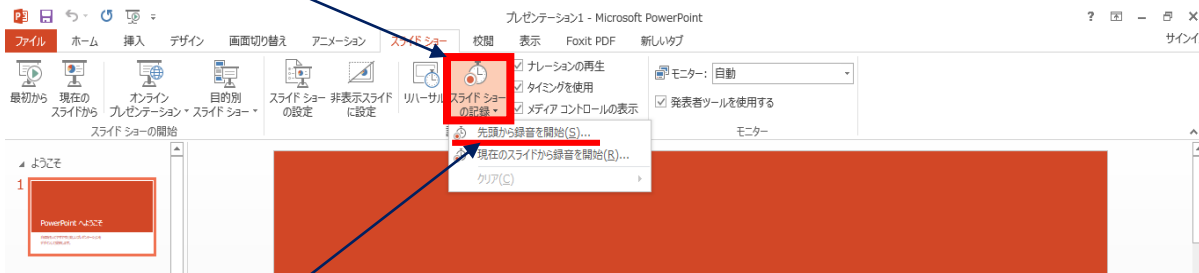 プレゼンテーション1 - Microsoft PowerPoint
ファイル ホーム 挿入 デザイン 画面切り替え アニメーション スライド ショー 校閲 表示 Foxit PDF 新しいタブ サインイ
最初から
現在の
スライドから
オンライン
プレゼンテーション
目的別
スライド ショー
スライド ショー
の設定
非表示スライド
に設定
リハーサル
スライド ショー
の記録
ナレーションの再生
タイミングを使用
メディア コントロールの表示
モニター: 自動
発表者ツールを使用する
スライド ショーの開始
モニター
先頭から録音を開始(S)...
現在のスライドから録音を開始(R)...
クリア(C)
ようこそ
1
PowerPoint へようこそ